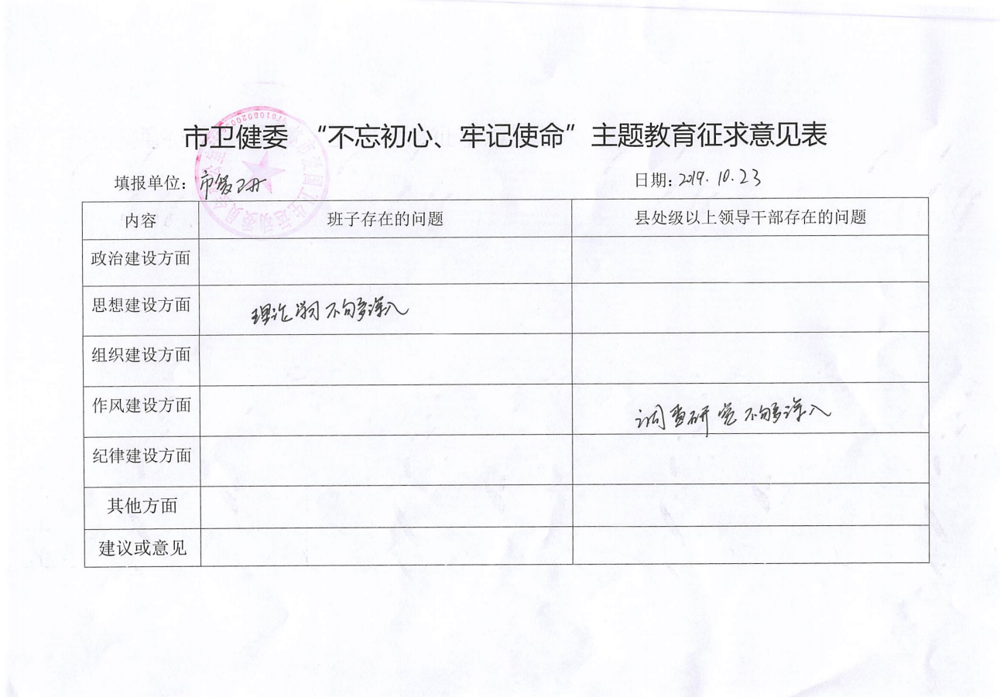 市卫健委 “不忘初心、牢记使命”主题教育征求意见表
填报单位：市爱卫办 日期：2019.10.23
内容 班子存在的问题 县处级以上领导干部存在的问题
政治建设方面
思想建设方面 理论学习不够深入
组织建设方面
作风建设方面 调查研究不够深入
纪律建设方面
其他方面
建议或意见